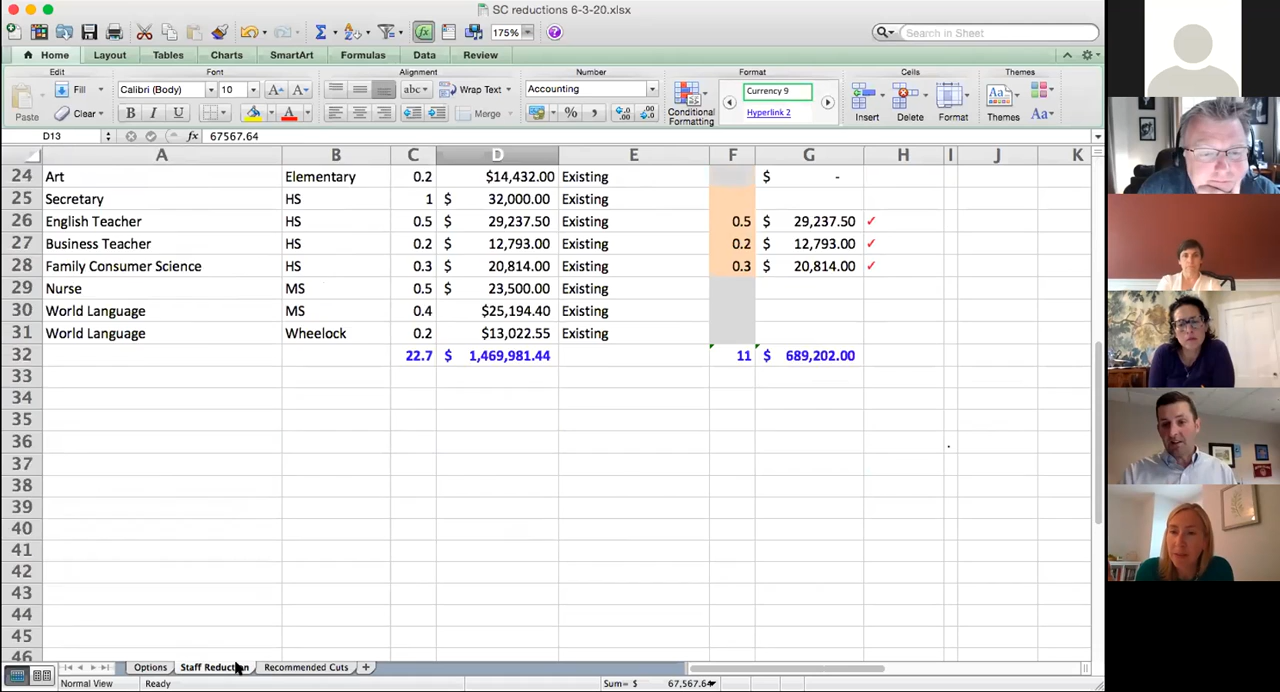 SC reductions 6-3-20.xlsx
175%
Search in Sheet
Home Layout Tables Charts SmartArt Formulas Data Review
Edit Font Alignment Number Format Cells Themes
Fill Calibri (Body) 10 A A abc Wrap Text Accounting Currency 9
Paste Clear B I U A Merge % , Conditional Formatting Hyperlink 2 Insert Delete Format Themes Aa
D13 fx 67567.64
A B C D E F G H I J K
24 Art Elementary 0.2 $14,432.00 Existing $ -
25 Secretary HS 1 $ 32,000.00 Existing
26 English Teacher HS 0.5 $ 29,237.50 Existing 0.5 $ 29,237.50 ✓
27 Business Teacher HS 0.2 $ 12,793.00 Existing 0.2 $ 12,793.00 ✓
28 Family Consumer Science HS 0.3 $ 20,814.00 Existing 0.3 $ 20,814.00 ✓
29 Nurse MS 0.5 $ 23,500.00 Existing
30 World Language MS 0.4 $25,194.40 Existing
31 World Language Wheelock 0.2 $13,022.55 Existing
32 22.7 $ 1,469,981.44 11 $ 689,202.00
33
34
35
36
37
38
39
40
41
42
43
44
45
46
Options Staff Reduction Recommended Cuts +
Normal View Ready Sum= $ 67,567.64